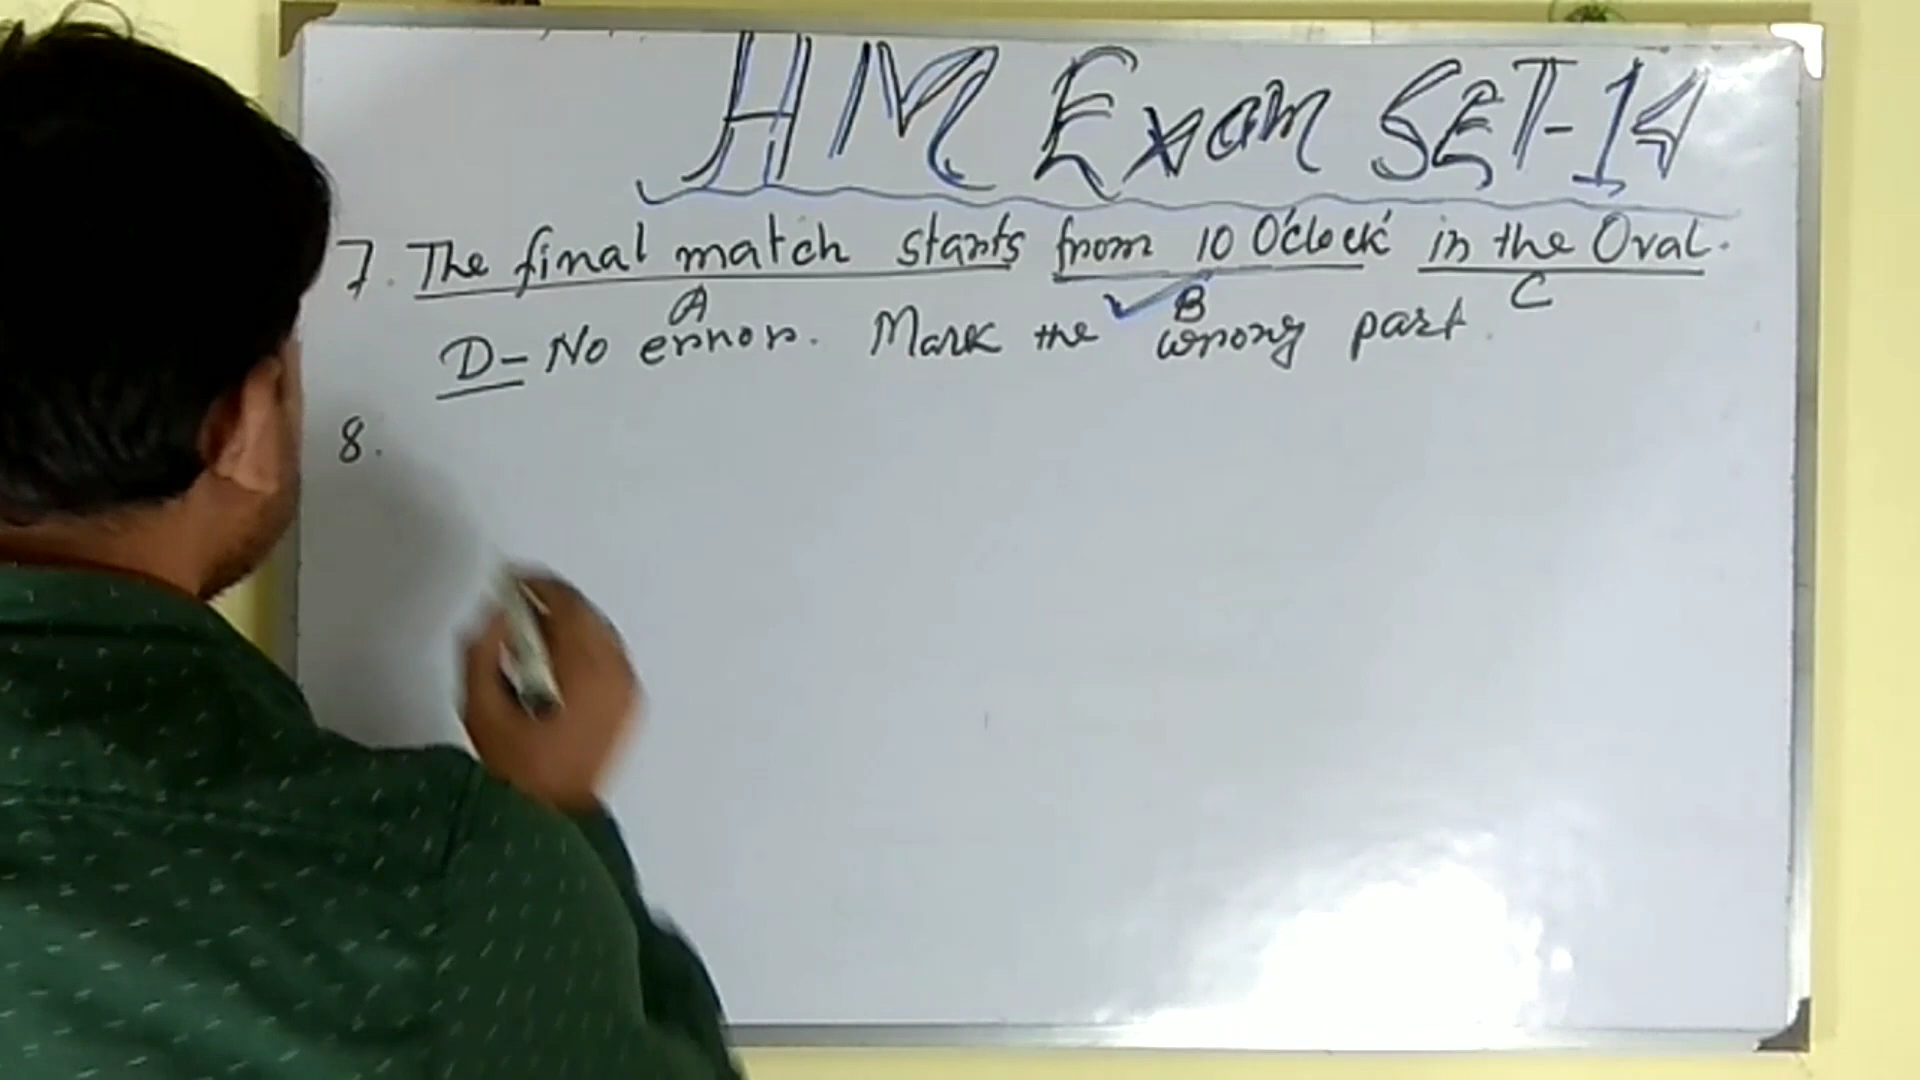 HM Exam SET-14
7. The final match starts from 10 O'clock' in the Oval.
A B C
D- No error. Mark the wrong part.
8.